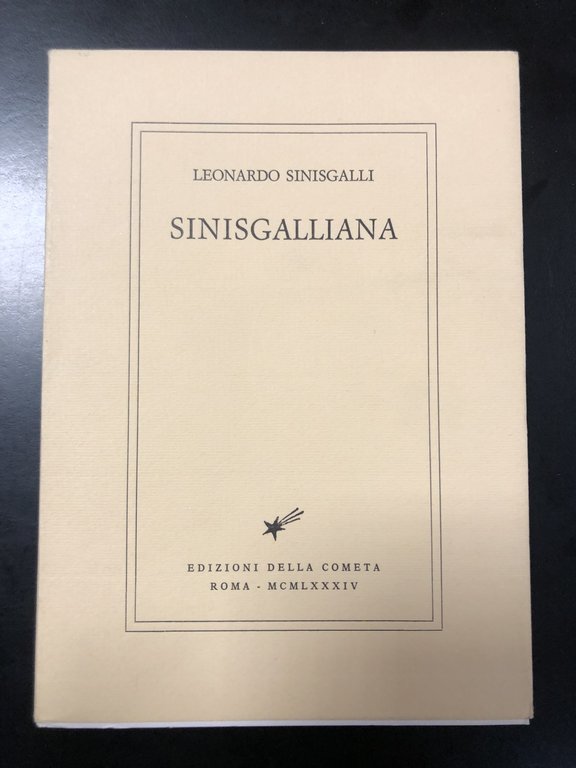 LEONARDO SINISGALLI
SINISGALLIANA
EDIZIONI DELLA COMETA
ROMA - MCMLXXXIV